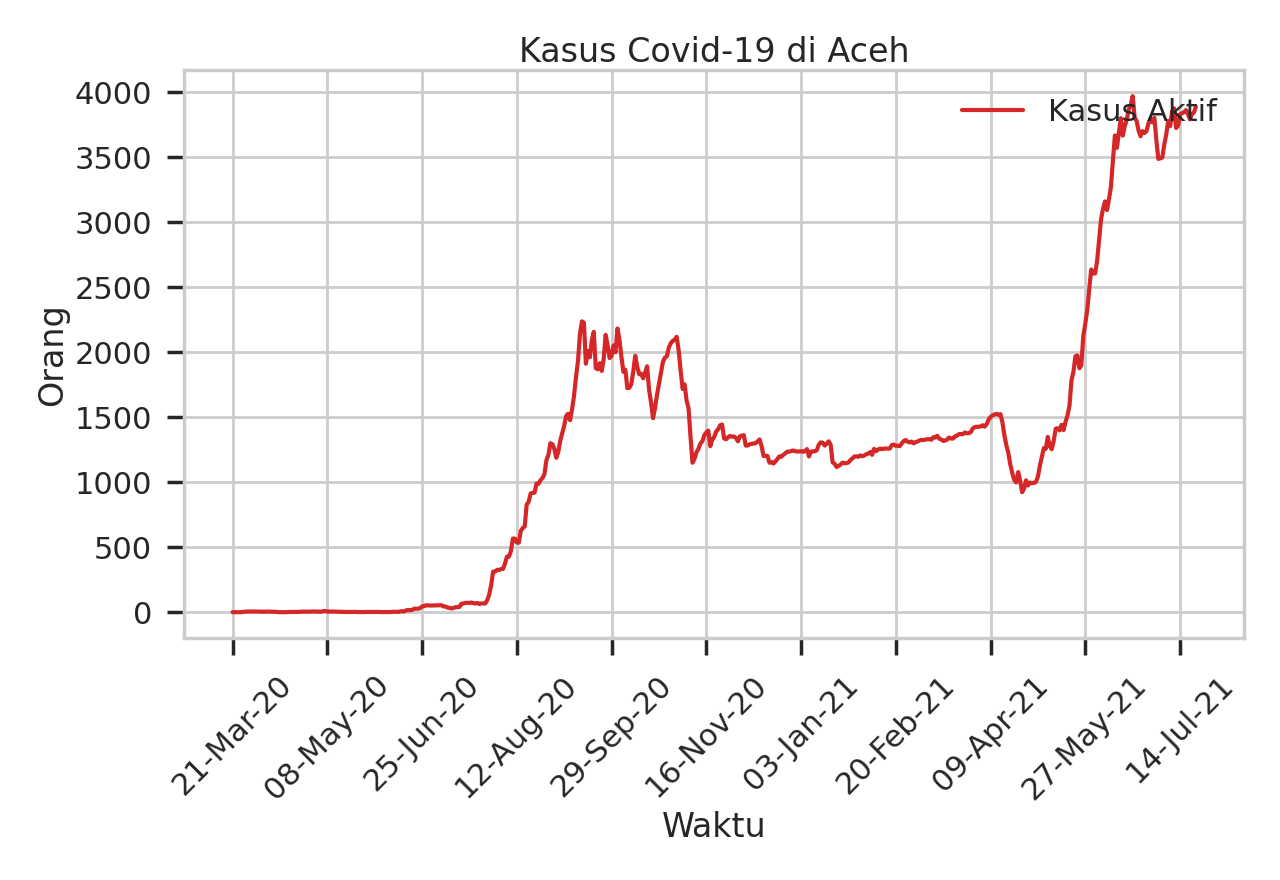 Kasus Covid-19 di Aceh
Kasus Aktif
4000
3500
3000
2500
2000
1500
1000
500
0
Orang
21-Mar-20
08-May-20
25-Jun-20
12-Aug-20
29-Sep-20
16-Nov-20
03-Jan-21
20-Feb-21
09-Apr-21
27-May-21
14-Jul-21
Waktu